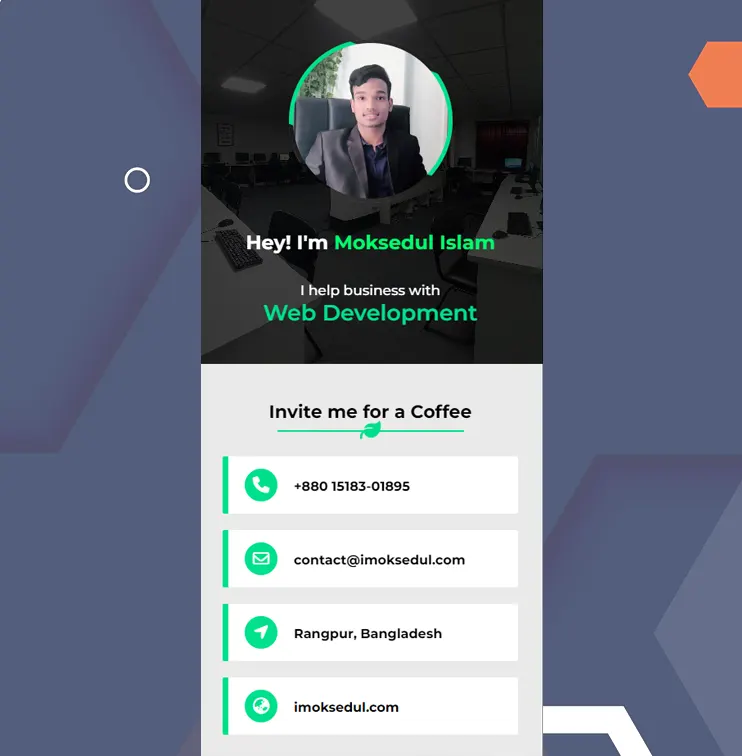 Hey! I'm Moksedul Islam
I help business with
Web Development
Invite me for a Coffee
+880 15183-01895
contact@imoksedul.com
Rangpur, Bangladesh
imoksedul.com